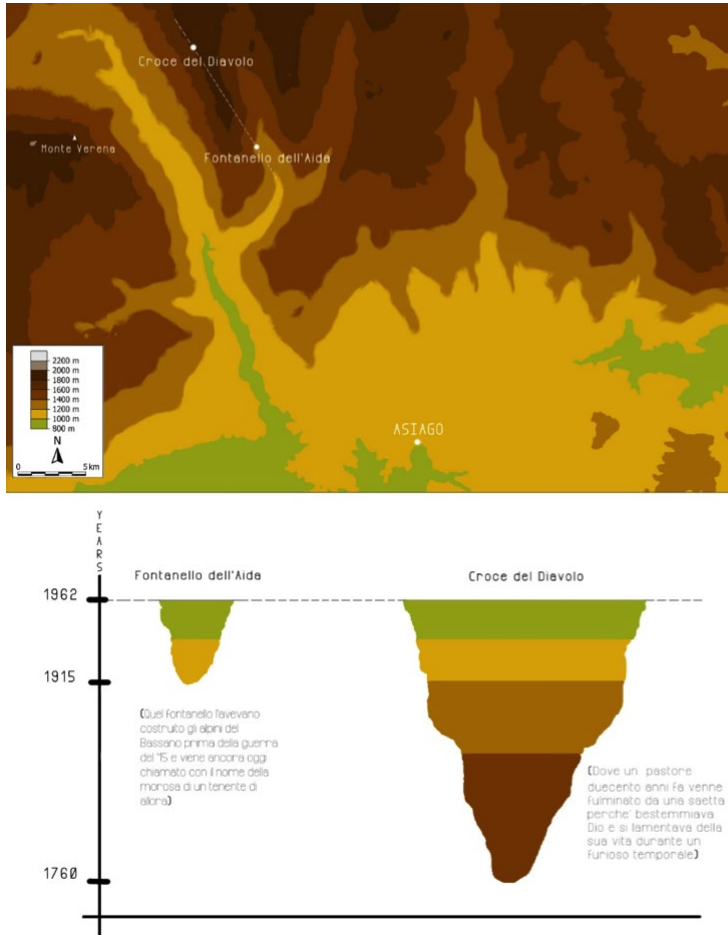 Croce del Diavolo
Monte Verena
Fontanello dell'Aida
ASIAGO
2200 m
2000 m
1800 m
1600 m
1400 m
1200 m
1000 m
800 m
N
0 5 km
YEARS
Fontanello dell'Aida
Croce del Diavolo
1962
1915
1760
(Quel fontanello l'avevano
costruito gli alpini del
Bassano prima della guerra
del '15 e viene ancora oggi
chiamato con il nome della
morosa di un tenente di
allora)
(Dove un pastore
duecento anni fa venne
fulminato da una saetta
perche' bestemmiava
Dio e si lamentava della
sua vita durante un
furioso temporale)